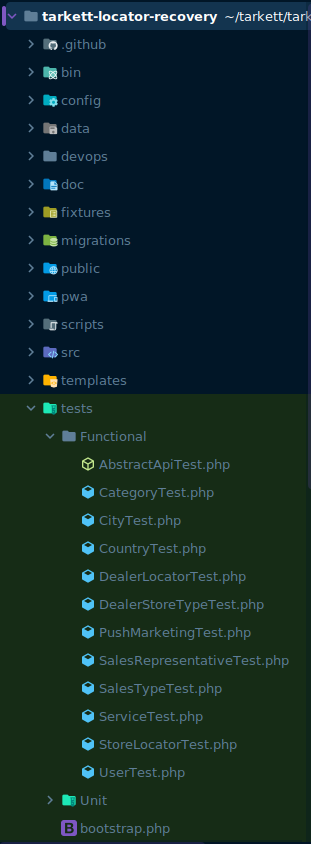 tarkett-locator-recovery ~/tarkett/tark
.github
bin
config
data
devops
doc
fixtures
migrations
public
pwa
scripts
src
templates
tests
Functional
AbstractApiTest.php
CategoryTest.php
CityTest.php
CountryTest.php
DealerLocatorTest.php
DealerStoreTypeTest.php
PushMarketingTest.php
SalesRepresentativeTest.php
SalesTypeTest.php
ServiceTest.php
StoreLocatorTest.php
UserTest.php
Unit
B bootstrap.php